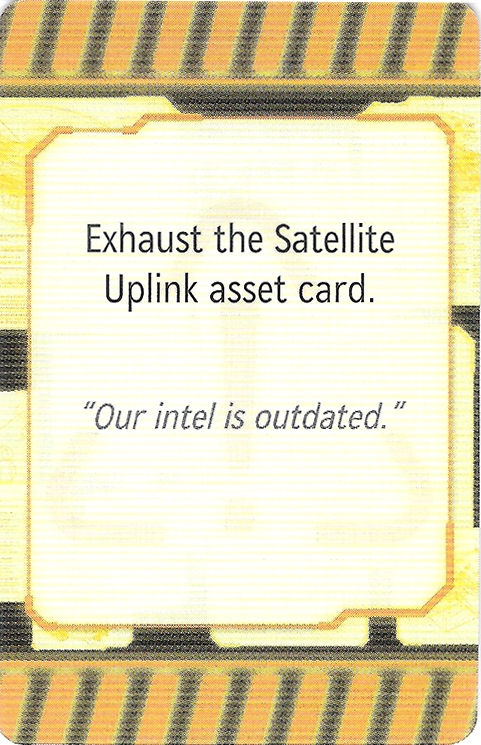 Exhaust the Satellite
Uplink asset card.
“Our intel is outdated.”